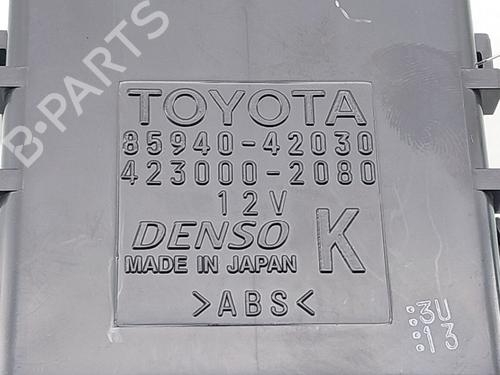 B-PARTS
TOYOTA
85940-42030
423000-2080
12V
DENSO K
MADE IN JAPAN
>ABS<
3U
13